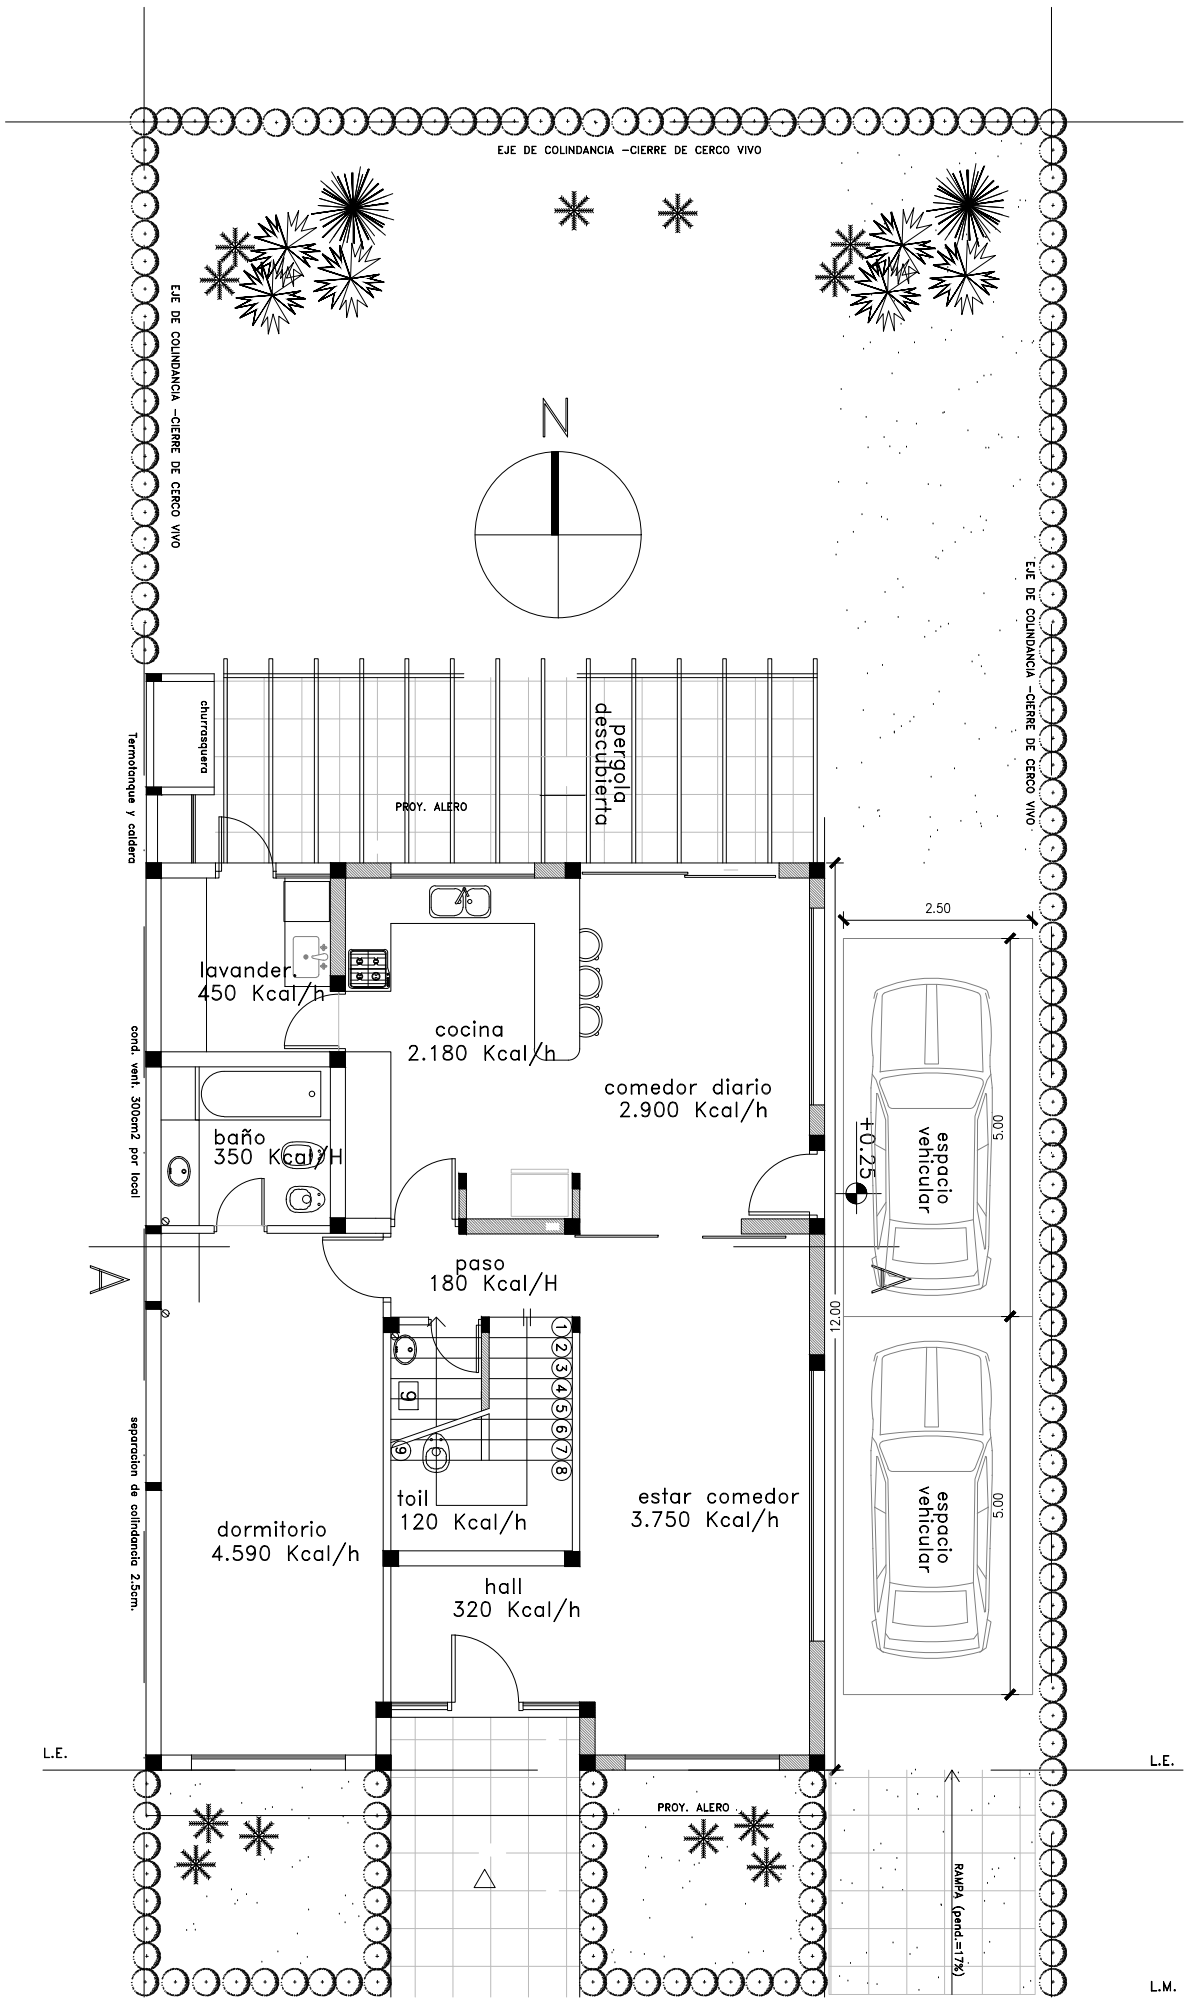 EJE DE COLINDANCIA -CIERRE DE CERCO VIVO
EJE DE COLINDANCIA -CIERRE DE CERCO VIVO
N
EJE DE COLINDANCIA -CIERRE DE CERCO VIVO
churrasquera
pergola
descubierta
Termotanque y caldera
PROY. ALERO
2.50
lavander.
450 Kcal/h
cocina
2.180 Kcal/h
cond. vent. 300cm2 por local
comedor diario
2.900 Kcal/h
baño
350 Kcal/H
+0.25
espacio
vehicular
5.00
A
paso
180 Kcal/H
A
12.00
1
2
3
4
5
6
7
8
9
9
separacion de colindancia 2.5cm.
toil
120 Kcal/h
estar comedor
3.750 Kcal/h
espacio
vehicular
5.00
dormitorio
4.590 Kcal/h
hall
320 Kcal/h
L.E.
L.E.
PROY. ALERO
RAMPA (pend.=17%)
L.M.